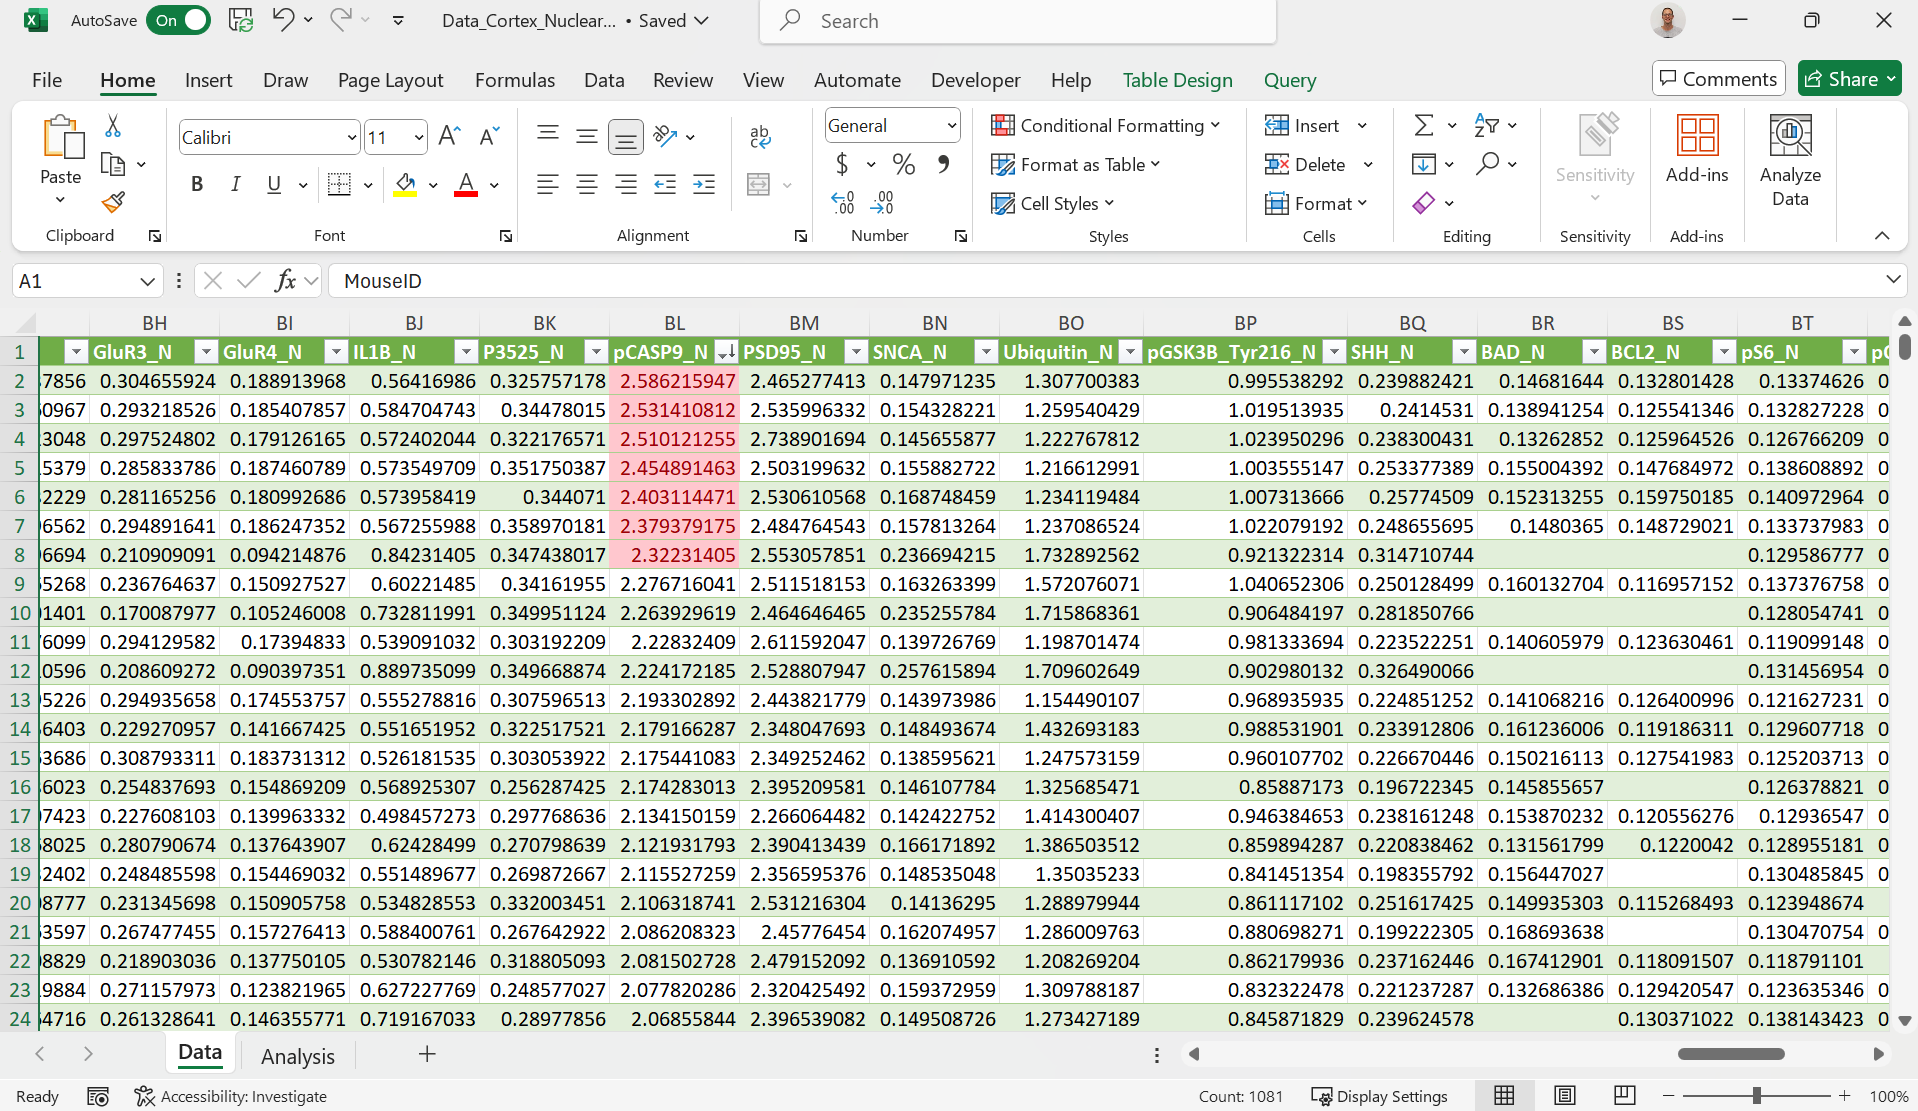 AutoSave On Data_Cortex_Nuclear... • Saved Search
File Home Insert Draw Page Layout Formulas Data Review View Automate Developer Help Table Design Query Comments Share
Paste Calibri 11 General Conditional Formatting Insert Sensitivity Add-ins Analyze Data
B I U Format as Table Delete
Cell Styles Format
Clipboard Font Alignment Number Styles Cells Editing Sensitivity Add-ins
A1 fx MouseID
BH BI BJ BK BL BM BN BO BP BQ BR BS BT
1 GluR3_N GluR4_N IL1B_N P3525_N pCASP9_N PSD95_N SNCA_N Ubiquitin_N pGSK3B_Tyr216_N SHH_N BAD_N BCL2_N pS6_N
2 7856 0.304655924 0.188913968 0.56416986 0.325757178 2.586215947 2.465277413 0.147971235 1.307700383 0.995538292 0.239882421 0.14681644 0.132801428 0.13374626 0
3 0967 0.293218526 0.185407857 0.584704743 0.34478015 2.531410812 2.535996332 0.154328221 1.259540429 1.019513935 0.2414531 0.138941254 0.125541346 0.132827228 0
4 3048 0.297524802 0.179126165 0.572402044 0.322176571 2.510121255 2.738901694 0.145655877 1.222767812 1.023950296 0.238300431 0.13262852 0.125964526 0.126766209 0
5 .5379 0.285833786 0.187460789 0.573549709 0.351750387 2.454891463 2.503199632 0.155882722 1.216612991 1.003555147 0.253377389 0.155004392 0.147684972 0.138608892 0
6 2229 0.281165256 0.180992686 0.573958419 0.344071 2.403114471 2.530610568 0.168748459 1.234119484 1.007313666 0.25774509 0.152313255 0.159750185 0.140972964 0
7 6562 0.294891641 0.186247352 0.567255988 0.358970181 2.379379175 2.484764543 0.157813264 1.237086524 1.022079192 0.248655695 0.1480365 0.148729021 0.133737983 0
8 6694 0.210909091 0.094214876 0.84231405 0.347438017 2.32231405 2.553057851 0.236694215 1.732892562 0.921322314 0.314710744 0.129586777 0
9 5268 0.236764637 0.150927527 0.60221485 0.34161955 2.276716041 2.511518153 0.163263399 1.572076071 1.040652306 0.250128499 0.160132704 0.116957152 0.137376758 0
10 1401 0.170087977 0.105246008 0.732811991 0.349951124 2.263929619 2.464646465 0.235255784 1.715868361 0.906484197 0.281850766 0.128054741 0
11 6099 0.294129582 0.17394833 0.539091032 0.303192209 2.22832409 2.611592047 0.139726769 1.198701474 0.981333694 0.223522251 0.140605979 0.123630461 0.119099148 0
12 0596 0.208609272 0.090397351 0.889735099 0.349668874 2.224172185 2.528807947 0.257615894 1.709602649 0.902980132 0.326490066 0.131456954 0
13 5226 0.294935658 0.174553757 0.555278816 0.307596513 2.193302892 2.443821779 0.143973986 1.154490107 0.968935935 0.224851252 0.141068216 0.126400996 0.121627231 0
14 6403 0.229270957 0.141667425 0.551651952 0.322517521 2.179166287 2.348047693 0.148493674 1.432693183 0.988531901 0.233912806 0.161236006 0.119186311 0.129607718 0
15 3686 0.308793311 0.183731312 0.526181535 0.303053922 2.175441083 2.349252462 0.138595621 1.247573159 0.960107702 0.226670446 0.150216113 0.127541983 0.125203713 0
16 6023 0.254837693 0.154869209 0.568925307 0.256287425 2.174283013 2.395209581 0.146107784 1.325685471 0.85887173 0.196722345 0.145855657 0.126378821 0
17 7423 0.227608103 0.139963332 0.498457273 0.297768636 2.134150159 2.266064482 0.142422752 1.414300407 0.946384653 0.238161248 0.153870232 0.120556276 0.12936547 0
18 8025 0.280790674 0.137643907 0.62428499 0.270798639 2.121931793 2.390413439 0.166171892 1.386503512 0.859894287 0.220838462 0.131561799 0.1220042 0.128955181 0
19 2402 0.248485598 0.154469032 0.551489677 0.269872667 2.115527259 2.356595376 0.148535048 1.35035233 0.841451354 0.198355792 0.156447027 0.130485845 0
20 8777 0.231345698 0.150905758 0.534828553 0.332003451 2.106318741 2.531216304 0.14136295 1.288979944 0.861117102 0.251617425 0.149935303 0.115268493 0.123948674
21 3597 0.267477455 0.157276413 0.588400761 0.267642922 2.086208323 2.45776454 0.162074957 1.286009763 0.880698271 0.199222305 0.168693638 0.130470754 0
22 8829 0.218903036 0.137750105 0.530782146 0.318805093 2.081502728 2.479152092 0.136910592 1.208269204 0.862179936 0.237162446 0.167412901 0.118091507 0.118791101
23 .9884 0.271157973 0.123821965 0.627227769 0.248577027 2.077820286 2.320425492 0.159372959 1.309788187 0.832322478 0.221237287 0.132686386 0.129420547 0.123635346 0
24 4716 0.261328641 0.146355771 0.719167033 0.28977856 2.06855844 2.396539082 0.149508726 1.273427189 0.845871829 0.239624578 0.130371022 0.138143423 0
Data Analysis
Ready Accessibility: Investigate Count: 1081 Display Settings 100%